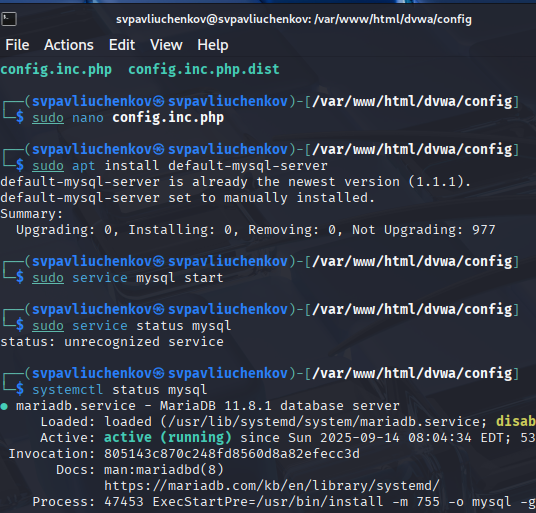 svpavliuchenkov@svpavliuchenkov: /var/www/html/dvwa/config
File Actions Edit View Help
config.inc.php config.inc.php.dist
┌──(svpavliuchenkov㉿svpavliuchenkov)-[/var/www/html/dvwa/config]
└─$ sudo nano config.inc.php
┌──(svpavliuchenkov㉿svpavliuchenkov)-[/var/www/html/dvwa/config]
└─$ sudo apt install default-mysql-server
default-mysql-server is already the newest version (1.1.1).
default-mysql-server set to manually installed.
Summary:
  Upgrading: 0, Installing: 0, Removing: 0, Not Upgrading: 977
┌──(svpavliuchenkov㉿svpavliuchenkov)-[/var/www/html/dvwa/config]
└─$ sudo service mysql start
┌──(svpavliuchenkov㉿svpavliuchenkov)-[/var/www/html/dvwa/config]
└─$ sudo service status mysql
status: unrecognized service
┌──(svpavliuchenkov㉿svpavliuchenkov)-[/var/www/html/dvwa/config]
└─$ systemctl status mysql
● mariadb.service - MariaDB 11.8.1 database server
     Loaded: loaded (/usr/lib/systemd/system/mariadb.service; disab
     Active: active (running) since Sun 2025-09-14 08:04:34 EDT; 53
 Invocation: 805143c870c248fd8560d8a82efecc3d
       Docs: man:mariadbd(8)
             https://mariadb.com/kb/en/library/systemd/
    Process: 47453 ExecStartPre=/usr/bin/install -m 755 -o mysql -g